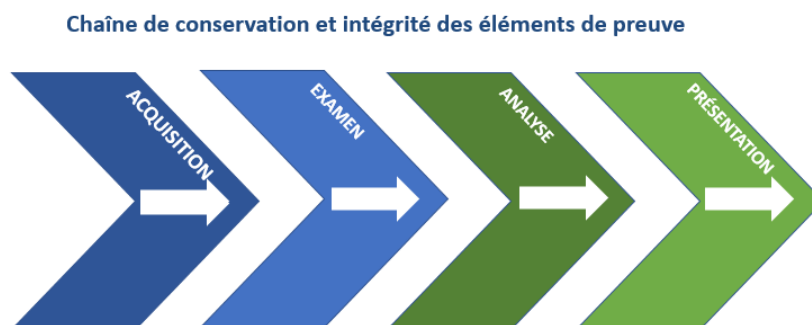 Chaîne de conservation et intégrité des éléments de preuve
ACQUISITION
EXAMEN
ANALYSE
PRÉSENTATION